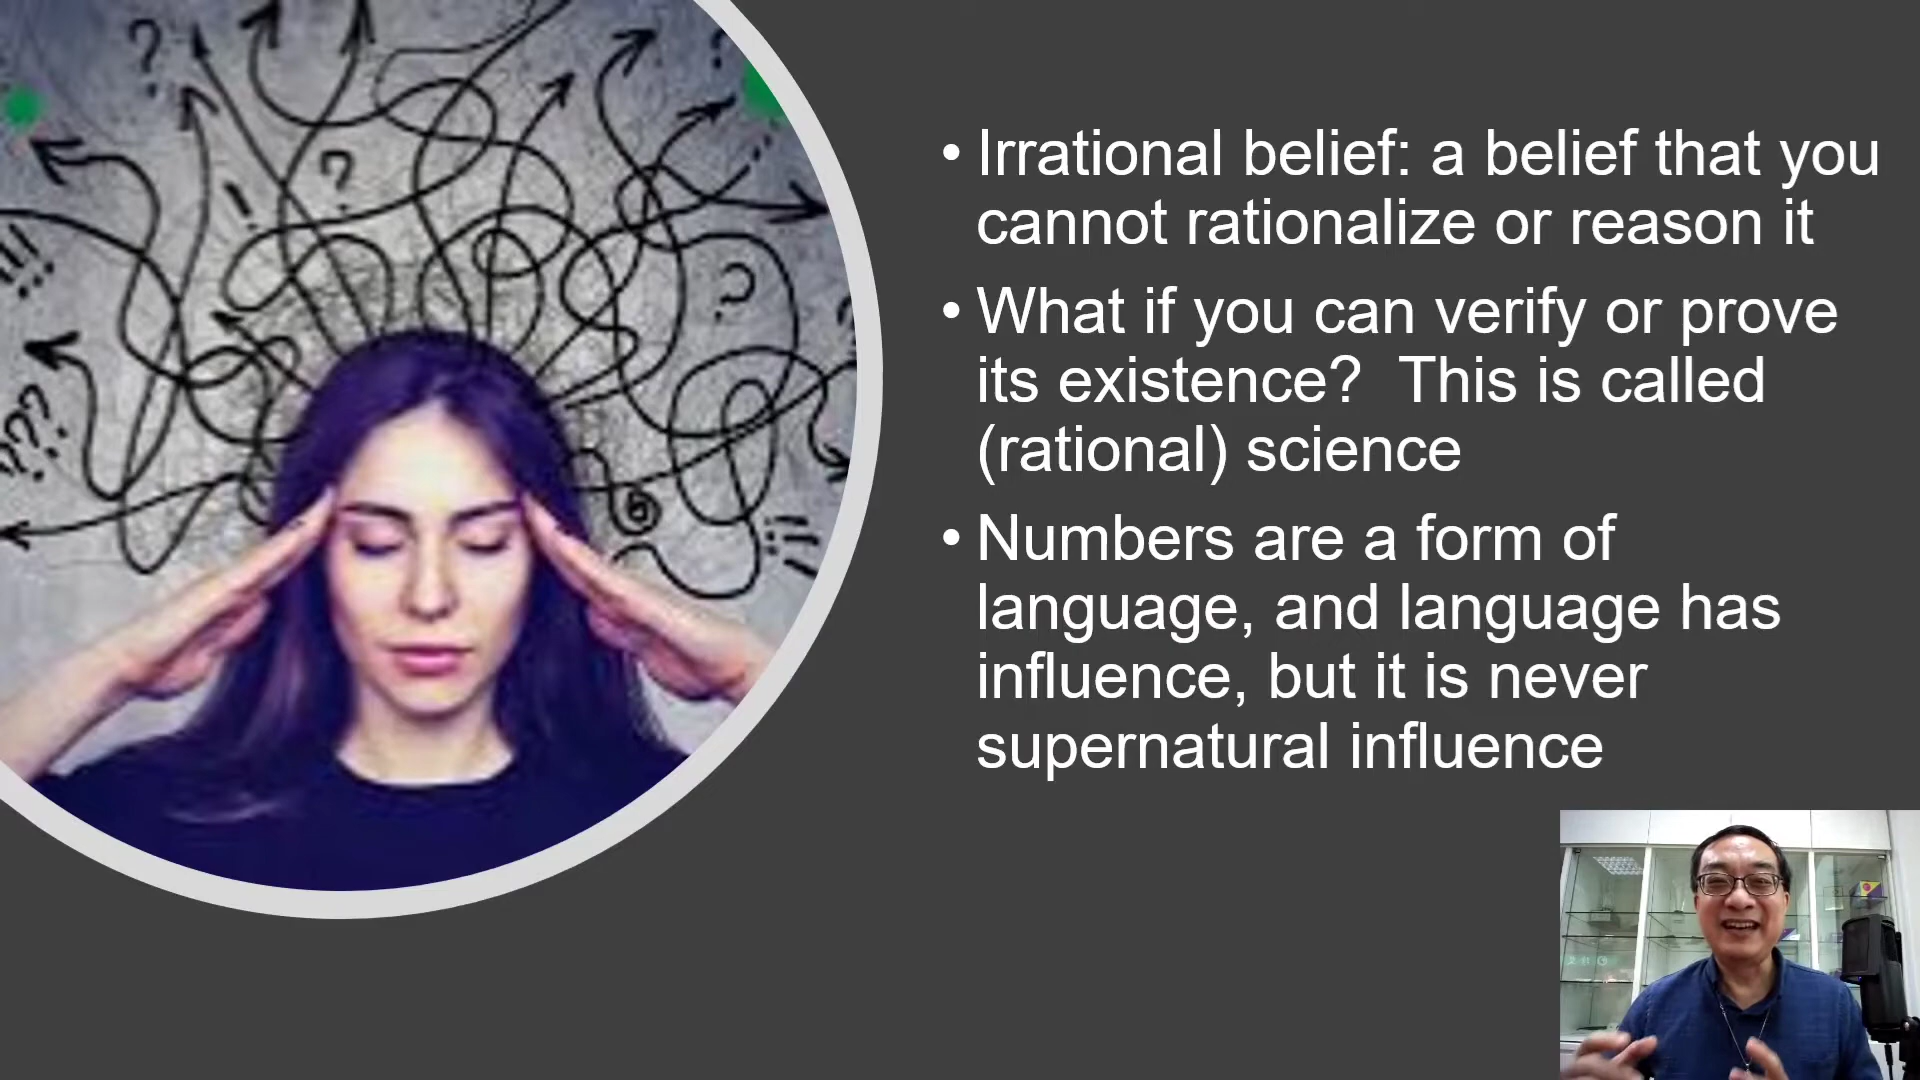 • Irrational belief: a belief that you
cannot rationalize or reason it
• What if you can verify or prove
its existence?  This is called
(rational) science
• Numbers are a form of
language, and language has
influence, but it is never
supernatural influence
?
?
?
!
?
!!!
???
!!!
6